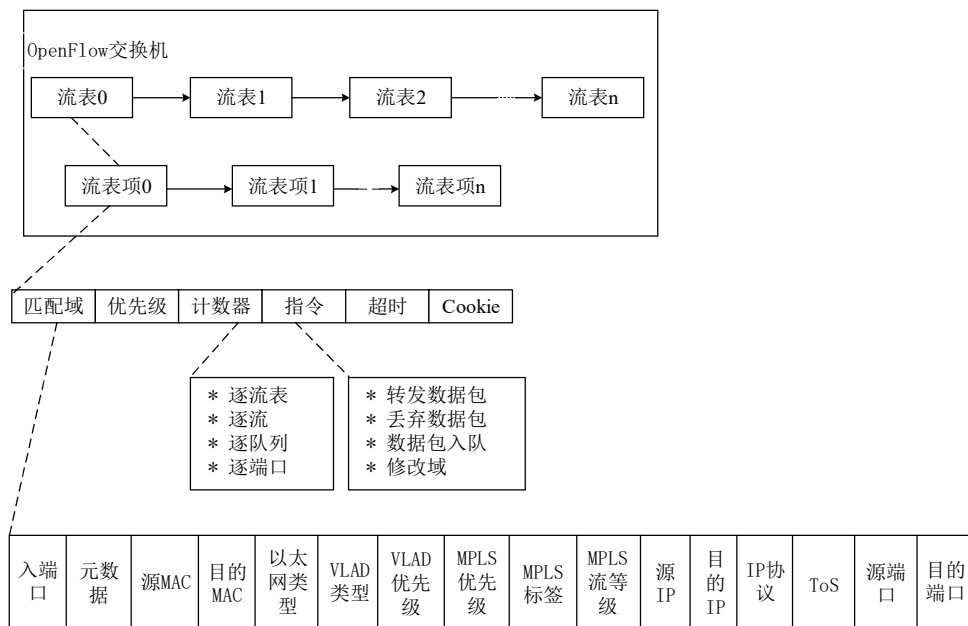 OpenFlow交换机
流表0
流表1
流表2
流表n
流表项0
流表项1
流表项n
匹配域
优先级
计数器
指令
超时
Cookie
* 逐流表
* 逐流
* 逐队列
* 逐端口
* 转发数据包
* 丢弃数据包
* 数据包入队
* 修改域
入端
口
元数
据
源MAC
目的
MAC
以太
网类
型
VLAD
类型
VLAD
优先
级
MPLS
优先
级
MPLS
标签
MPLS
流等
级
源
IP
目
的
IP
IP协
议
ToS
源端
口
目的
端口